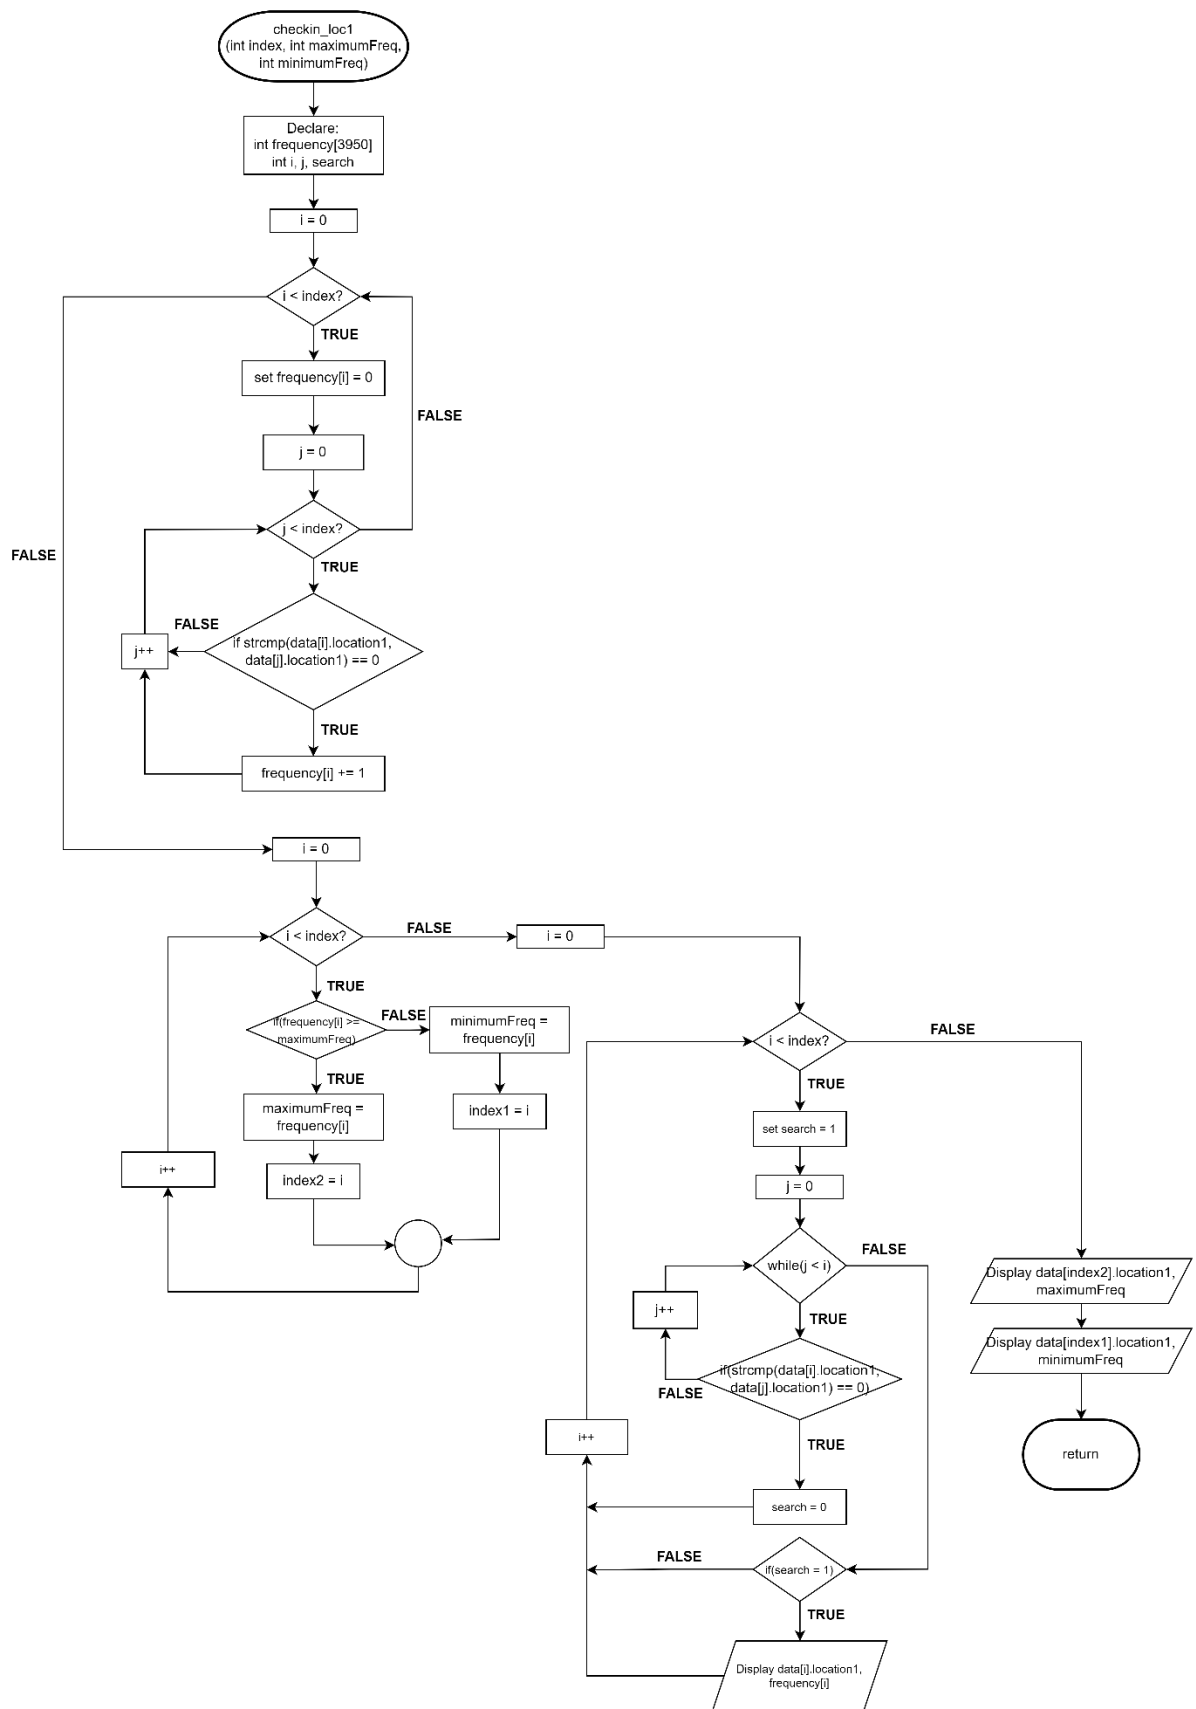 checkin_loc1
(int index, int maximumFreq,
int minimumFreq)
Declare:
int frequency[3950]
int i, j, search
i = 0
i < index?
TRUE
set frequency[i] = 0
FALSE
j = 0
j < index?
FALSE
TRUE
FALSE
if strcmp(data[i].location1,
data[j].location1) == 0
j++
TRUE
frequency[i] += 1
i = 0
i < index?
FALSE
i = 0
TRUE
if(frequency[i] >=
maximumFreq)
FALSE
minimumFreq =
frequency[i]
TRUE
maximumFreq =
frequency[i]
index1 = i
i++
index2 = i
i < index?
FALSE
TRUE
set search = 1
j = 0
while(j < i)
FALSE
j++
TRUE
if(strcmp(data[i].location1,
data[j].location1) == 0)
FALSE
i++
TRUE
search = 0
FALSE
if(search = 1)
TRUE
Display data[i].location1,
frequency[i]
Display data[index2].location1,
maximumFreq
Display data[index1].location1,
minimumFreq
return